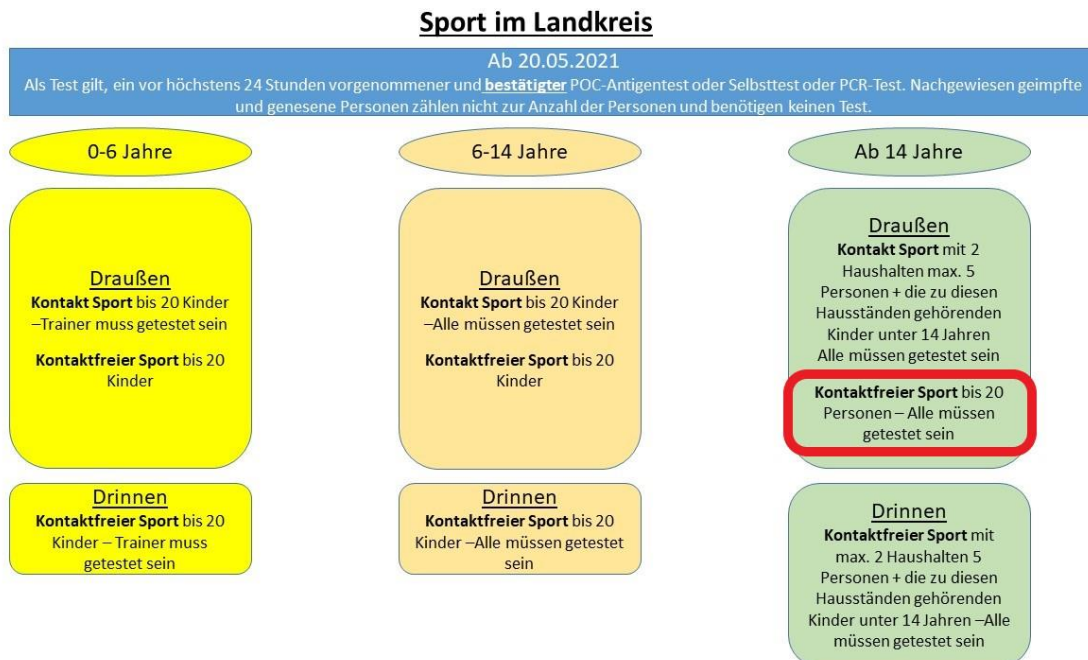 Sport im Landkreis
Ab 20.05.2021
Als Test gilt, ein vor höchstens 24 Stunden vorgenommener und bestätigter POC-Antigentest oder Selbsttest oder PCR-Test. Nachgewiesen geimpfte
und genesene Personen zählen nicht zur Anzahl der Personen und benötigen keinen Test.
0-6 Jahre
Draußen
Kontakt Sport bis 20 Kinder
–Trainer muss getestet sein
Kontaktfreier Sport bis 20
Kinder
Drinnen
Kontaktfreier Sport bis 20
Kinder – Trainer muss
getestet sein
6-14 Jahre
Draußen
Kontakt Sport bis 20 Kinder
–Alle müssen getestet sein
Kontaktfreier Sport bis 20
Kinder
Drinnen
Kontaktfreier Sport bis 20
Kinder –Alle müssen getestet
sein
Ab 14 Jahre
Draußen
Kontakt Sport mit 2
Haushalten max. 5
Personen + die zu diesen
Hausständen gehörenden
Kinder unter 14 Jahren
Alle müssen getestet sein
Kontaktfreier Sport bis 20
Personen – Alle müssen
getestet sein
Drinnen
Kontaktfreier Sport mit
max. 2 Haushalten 5
Personen + die zu diesen
Hausständen gehörenden
Kinder unter 14 Jahren –Alle
müssen getestet sein